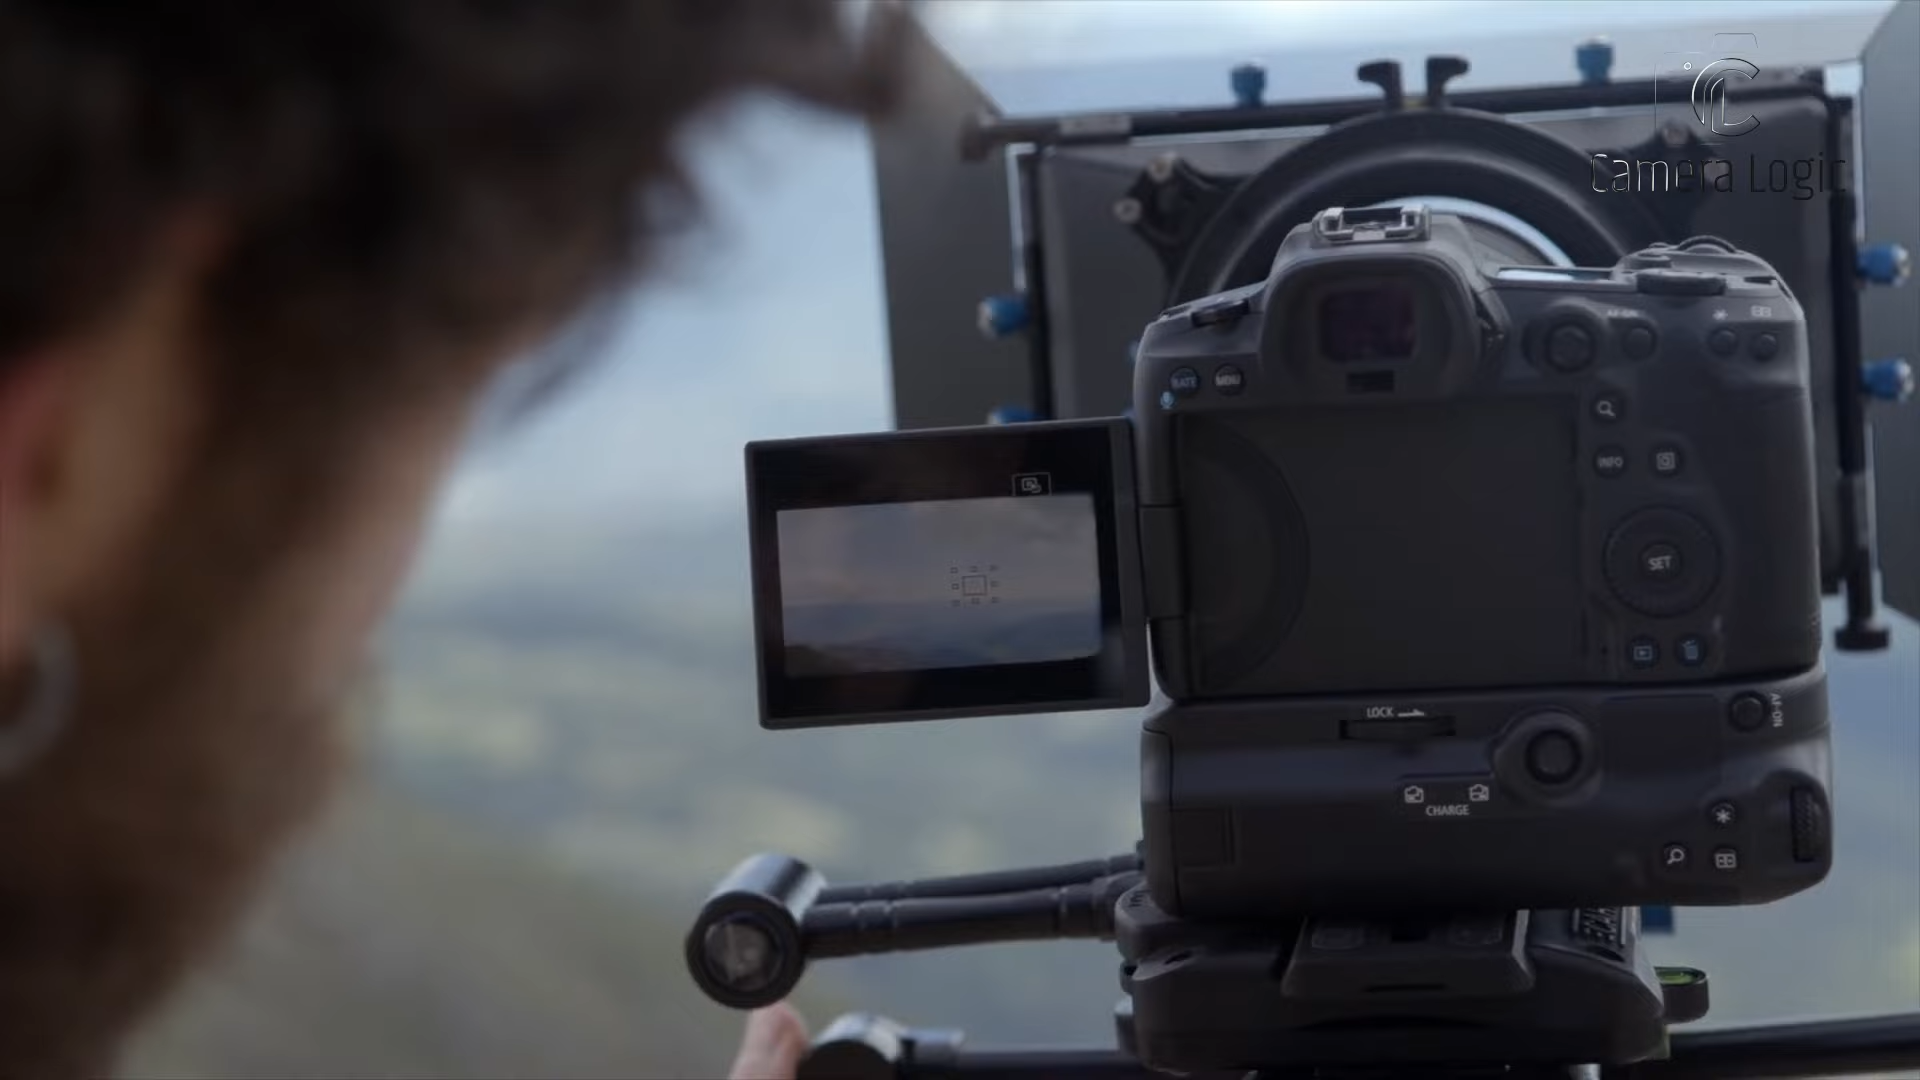 Camera Logic
RATE
MENU
INFO
SET
LOCK
AF-ON
CHARGE